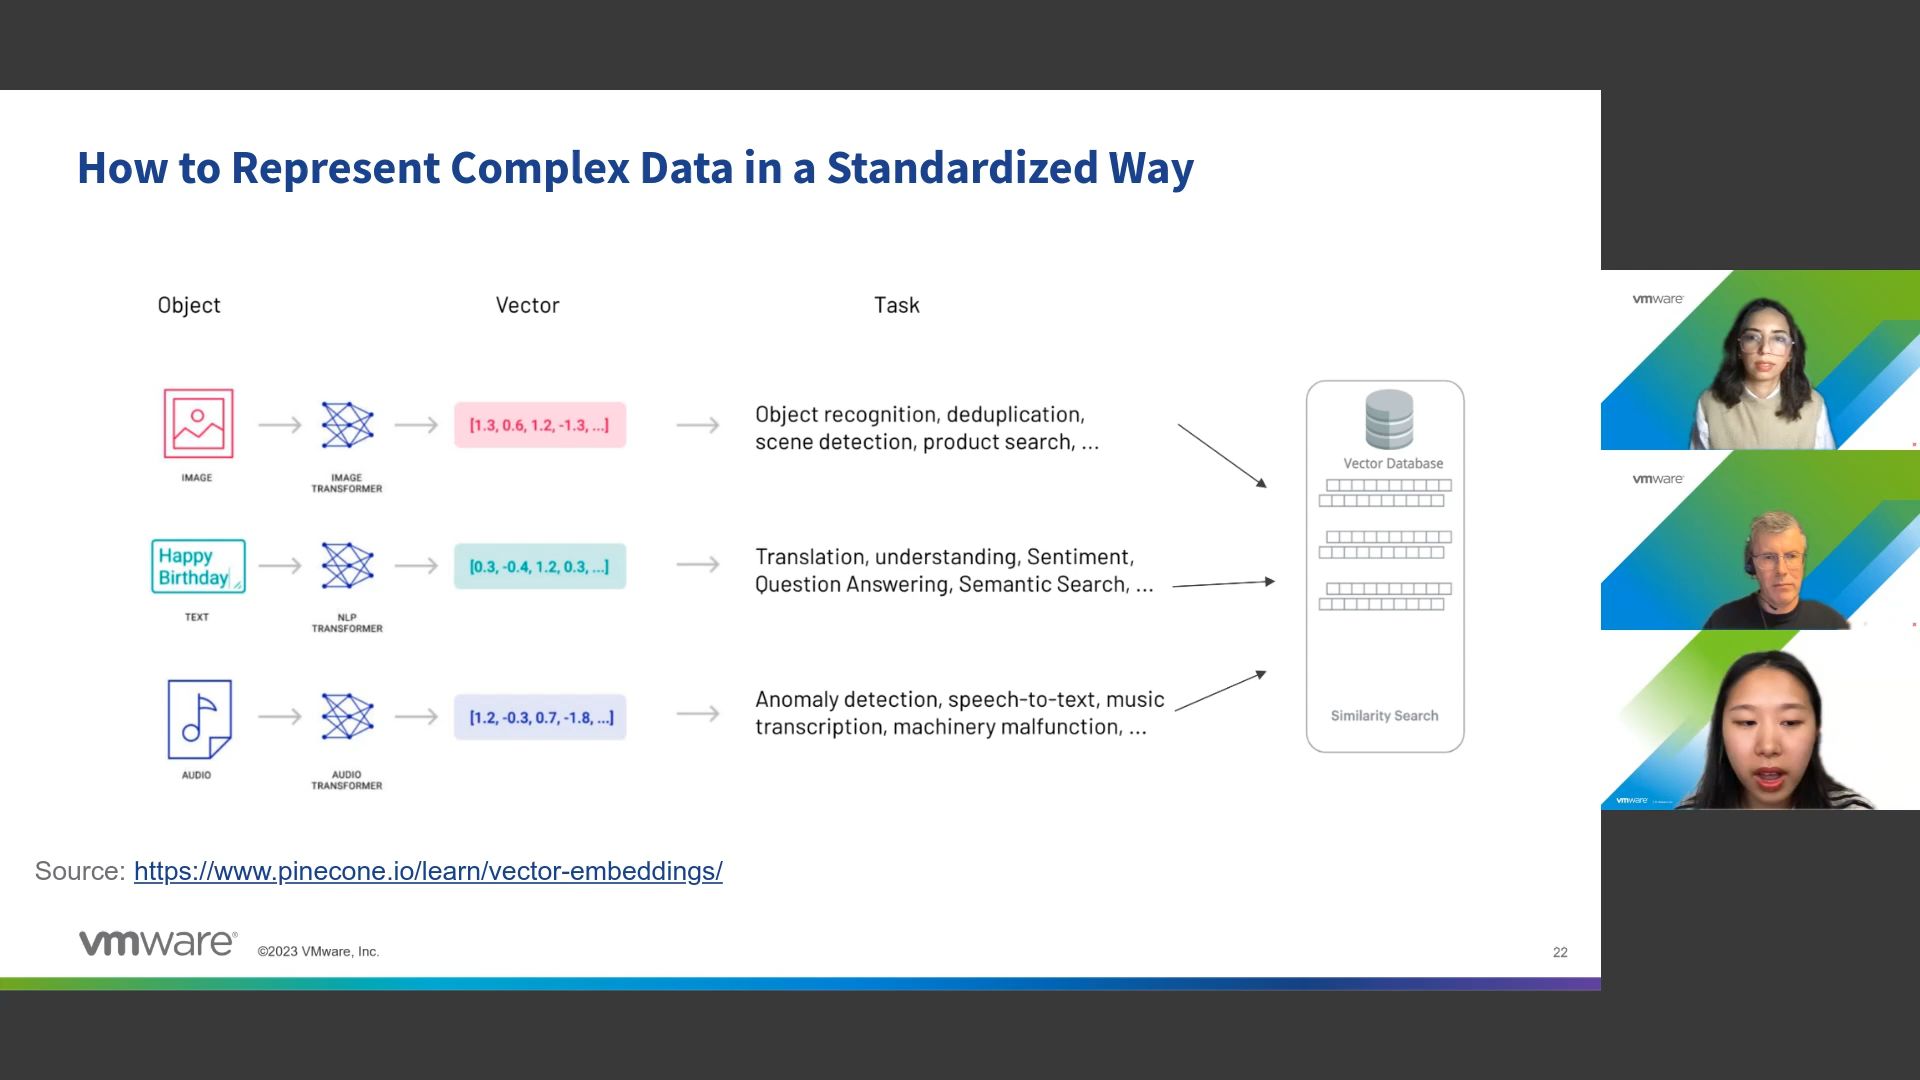 How to Represent Complex Data in a Standardized Way
Object
Vector
Task
IMAGE
IMAGE
TRANSFORMER
[1.3, 0.6, 1.2, -1.3, ...]
Object recognition, deduplication,
scene detection, product search, ...
Happy
Birthday
TEXT
NLP
TRANSFORMER
[0.3, -0.4, 1.2, 0.3, ...]
Translation, understanding, Sentiment,
Question Answering, Semantic Search, ...
AUDIO
AUDIO
TRANSFORMER
[1.2, -0.3, 0.7, -1.8, ...]
Anomaly detection, speech-to-text, music
transcription, machinery malfunction, ...
Vector Database
Similarity Search
Source: https://www.pinecone.io/learn/vector-embeddings/
vmware®
©2023 VMware, Inc.
22
vmware
vmware
vmware